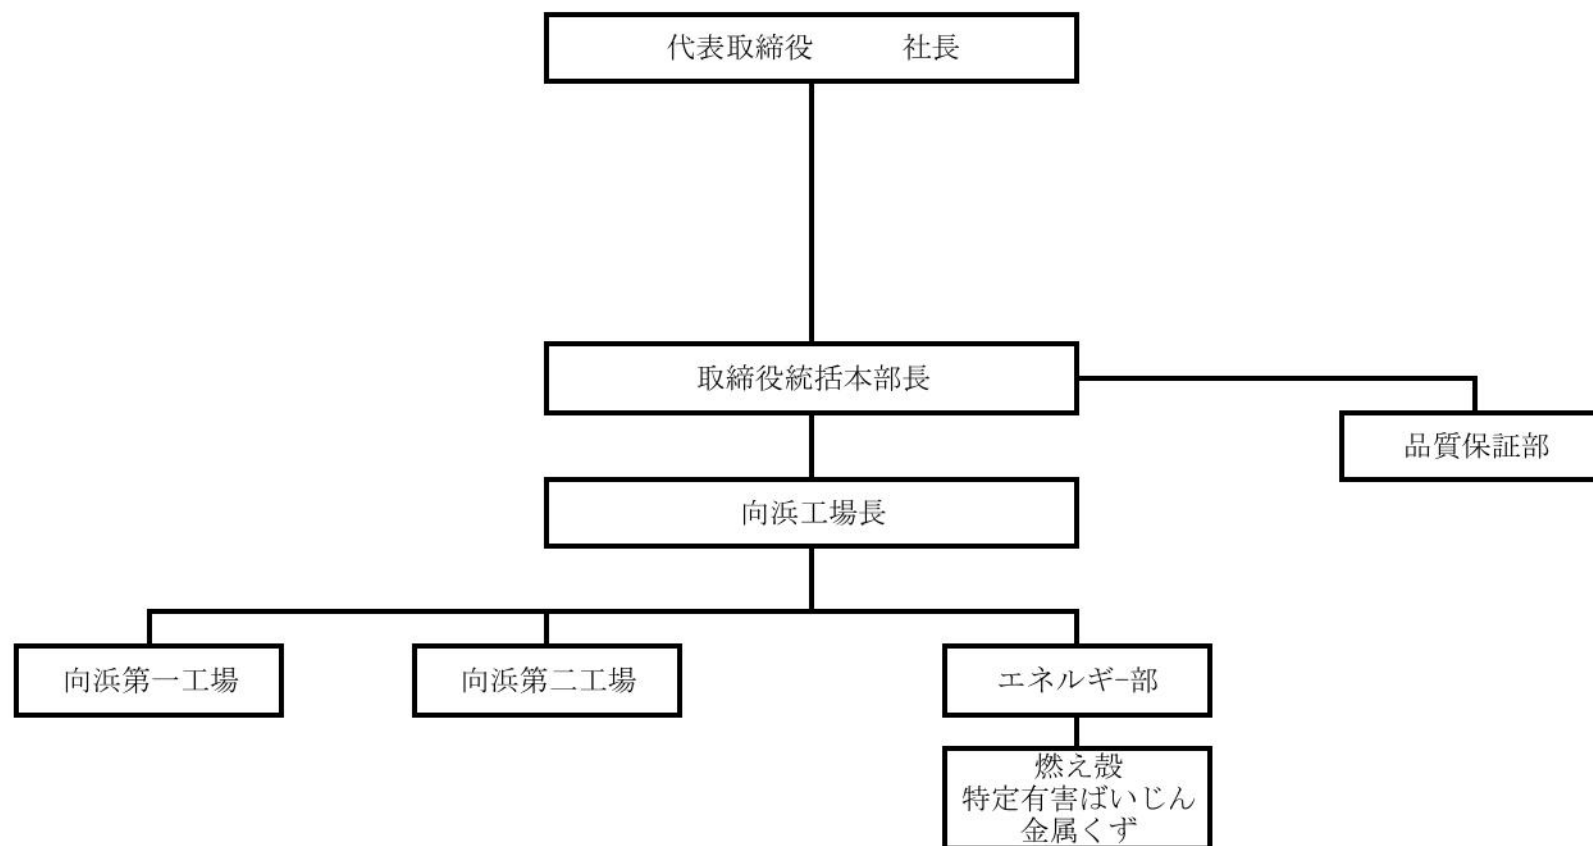 代表取締役　　　社長
取締役統括本部長
品質保証部
向浜工場長
向浜第一工場
向浜第二工場
エネルギ-部
燃え殻
特定有害ばいじん
金属くず